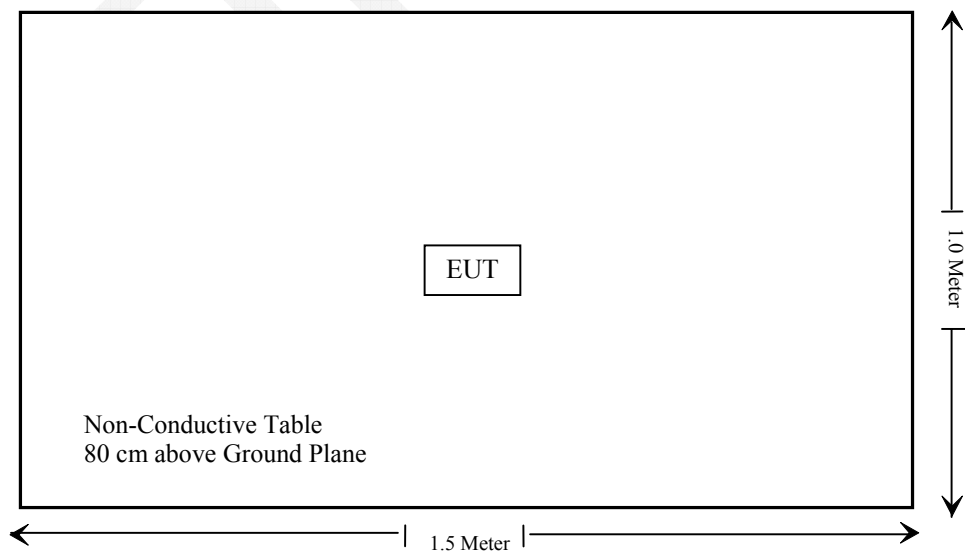 EUT
1.0 Meter
Non-Conductive Table
80 cm above Ground Plane
1.5 Meter